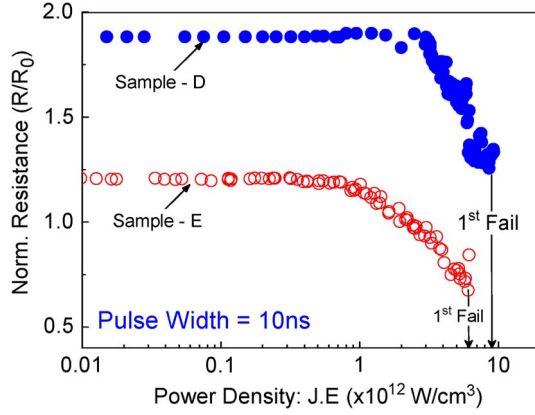 2.0
1.5
1.0
0.5
Norm. Resistance (R/R₀)
Sample - D
Sample - E
1st Fail
1st Fail
Pulse Width = 10ns
0.01 0.1 1 10
Power Density: J.E (x10¹² W/cm³)